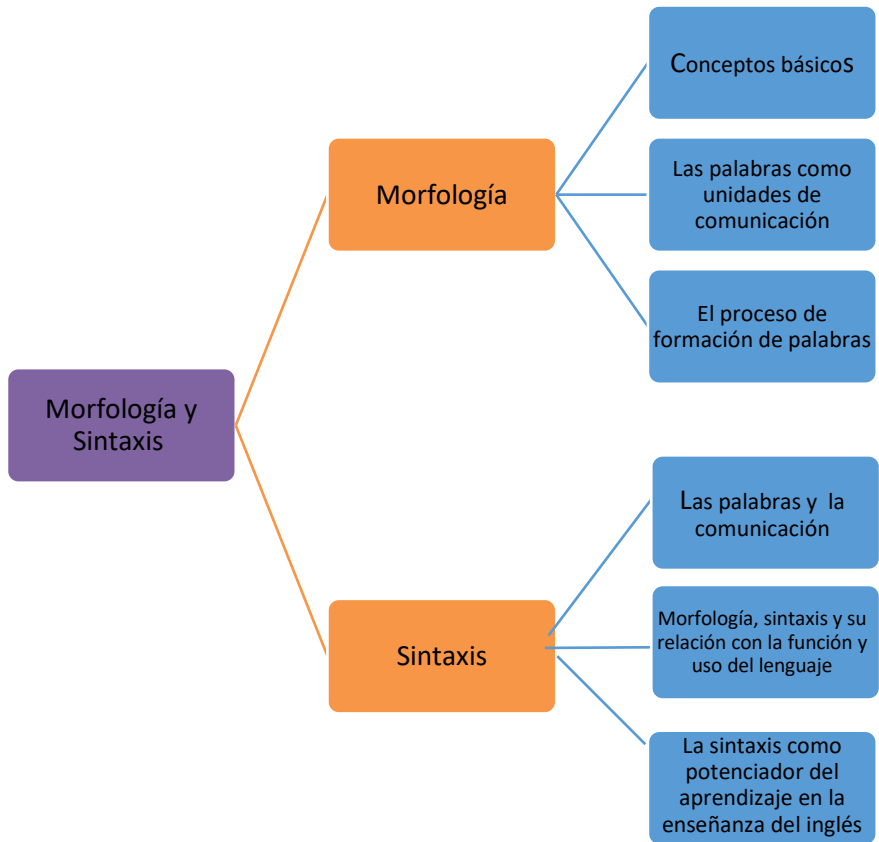 Morfología y
Sintaxis
Morfología
Conceptos básicos
Las palabras como
unidades de
comunicación
El proceso de
formación de palabras
Sintaxis
Las palabras y la
comunicación
Morfología, sintaxis y su
relación con la función y
uso del lenguaje
La sintaxis como
potenciador del
aprendizaje en la
enseñanza del inglés